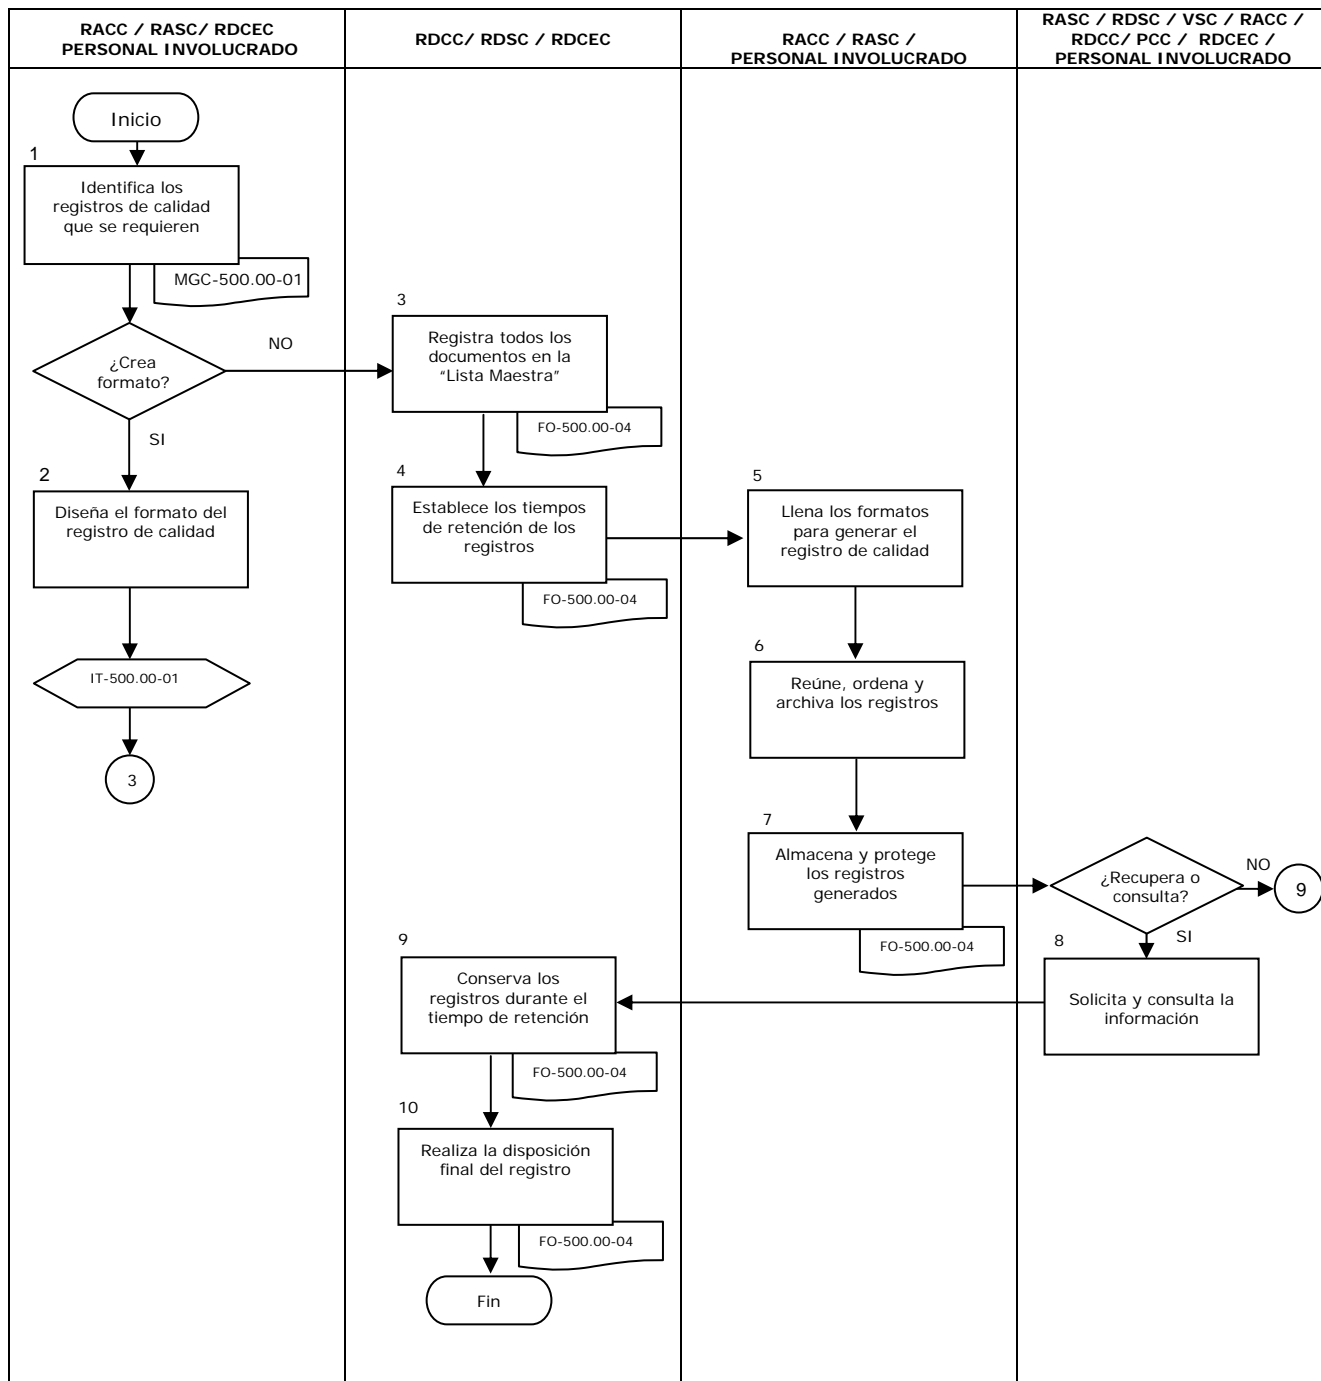 RACC / RASC/ RDCEC
PERSONAL INVOLUCRADO
RDCC/ RDSC / RDCEC
RACC / RASC /
PERSONAL INVOLUCRADO
RASC / RDSC / VSC / RACC /
RDCC/ PCC / RDCEC /
PERSONAL INVOLUCRADO
Inicio
1
Identifica los
registros de calidad
que se requieren
MGC-500.00-01
¿Crea
formato?
NO
SI
2
Diseña el formato del
registro de calidad
IT-500.00-01
3
3
Registra todos los
documentos en la
“Lista Maestra”
FO-500.00-04
4
Establece los tiempos
de retención de los
registros
FO-500.00-04
5
Llena los formatos
para generar el
registro de calidad
6
Reúne, ordena y
archiva los registros
7
Almacena y protege
los registros
generados
FO-500.00-04
¿Recupera o
consulta?
NO
9
SI
8
Solicita y consulta la
información
9
Conserva los
registros durante el
tiempo de retención
FO-500.00-04
10
Realiza la disposición
final del registro
FO-500.00-04
Fin